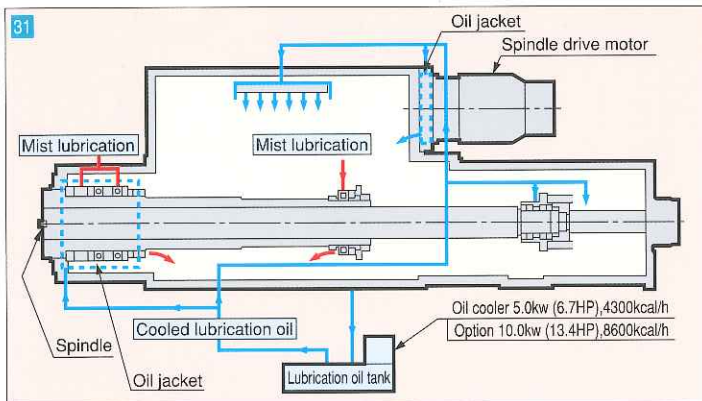 31
Oil jacket
Spindle drive motor
Mist lubrication
Mist lubrication
Oil cooler 5.0kw (6.7HP),4300kcal/h
Cooled lubrication oil
Option 10.0kw (13.4HP),8600kcal/h
Spindle
Oil jacket
Lubrication oil tank